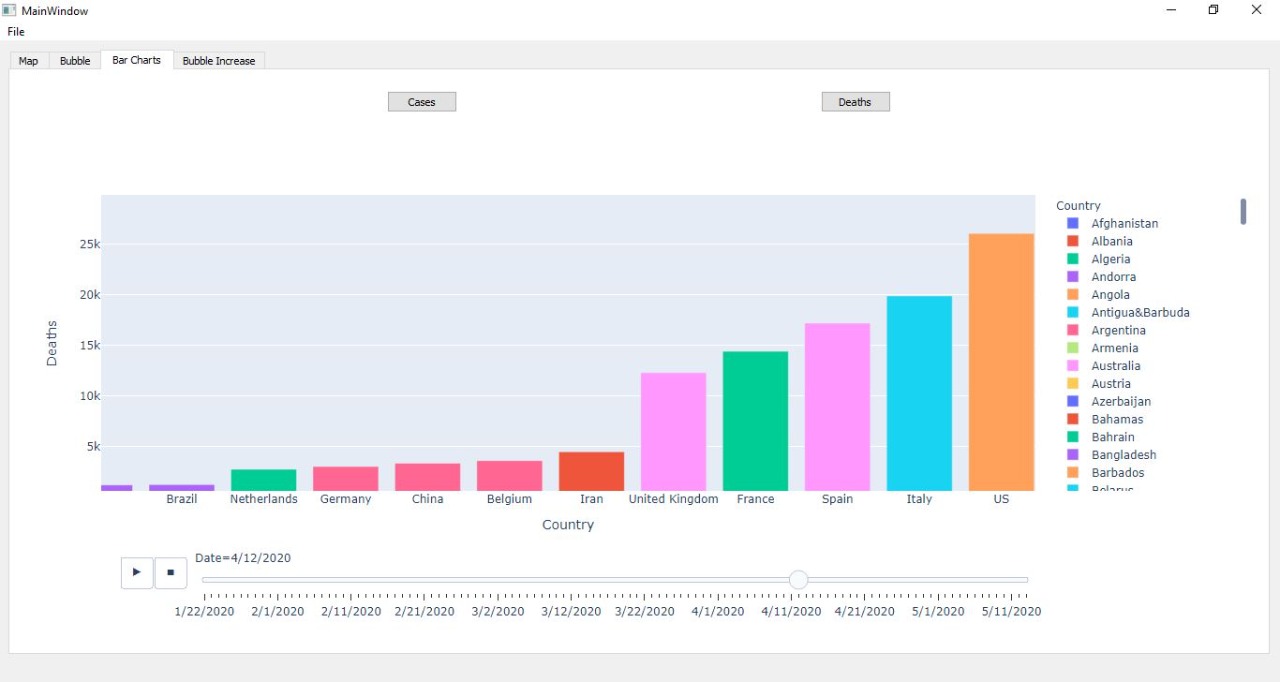 MainWindow
File
Map Bubble Bar Charts Bubble Increase
Cases Deaths
Deaths
25k
20k
15k
10k
5k
Brazil Netherlands Germany China Belgium Iran United Kingdom France Spain Italy US
Country
Country
Afghanistan
Albania
Algeria
Andorra
Angola
Antigua&Barbuda
Argentina
Armenia
Australia
Austria
Azerbaijan
Bahamas
Bahrain
Bangladesh
Barbados
Belarus
Date=4/12/2020
1/22/2020 2/1/2020 2/11/2020 2/21/2020 3/2/2020 3/12/2020 3/22/2020 4/1/2020 4/11/2020 4/21/2020 5/1/2020 5/11/2020